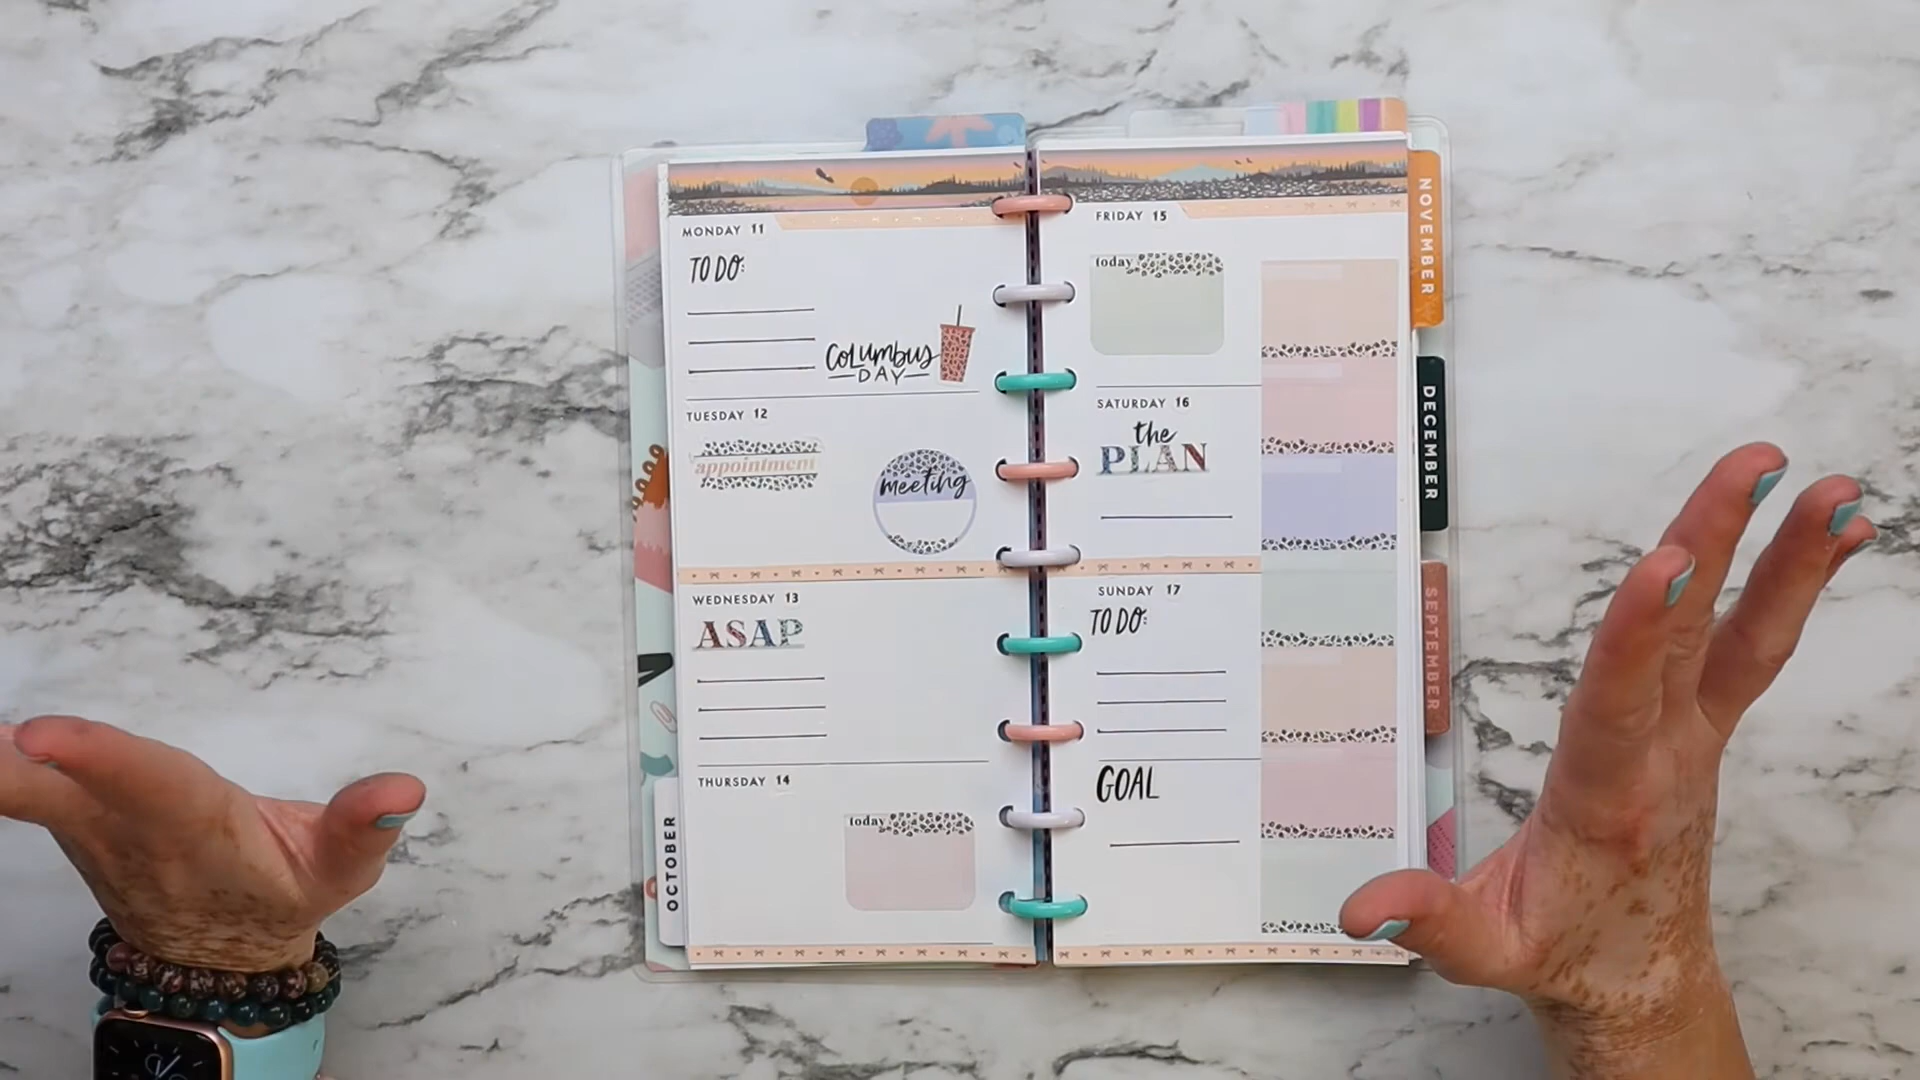 MONDAY 11
TO DO:
COLUMBUS
DAY
TUESDAY 12
appointment
meeting
WEDNESDAY 13
ASAP
THURSDAY 14
today
OCTOBER
FRIDAY 15
today
SATURDAY 16
the
PLAN
SUNDAY 17
TO DO:
GOAL
NOVEMBER
DECEMBER
SEPTEMBER